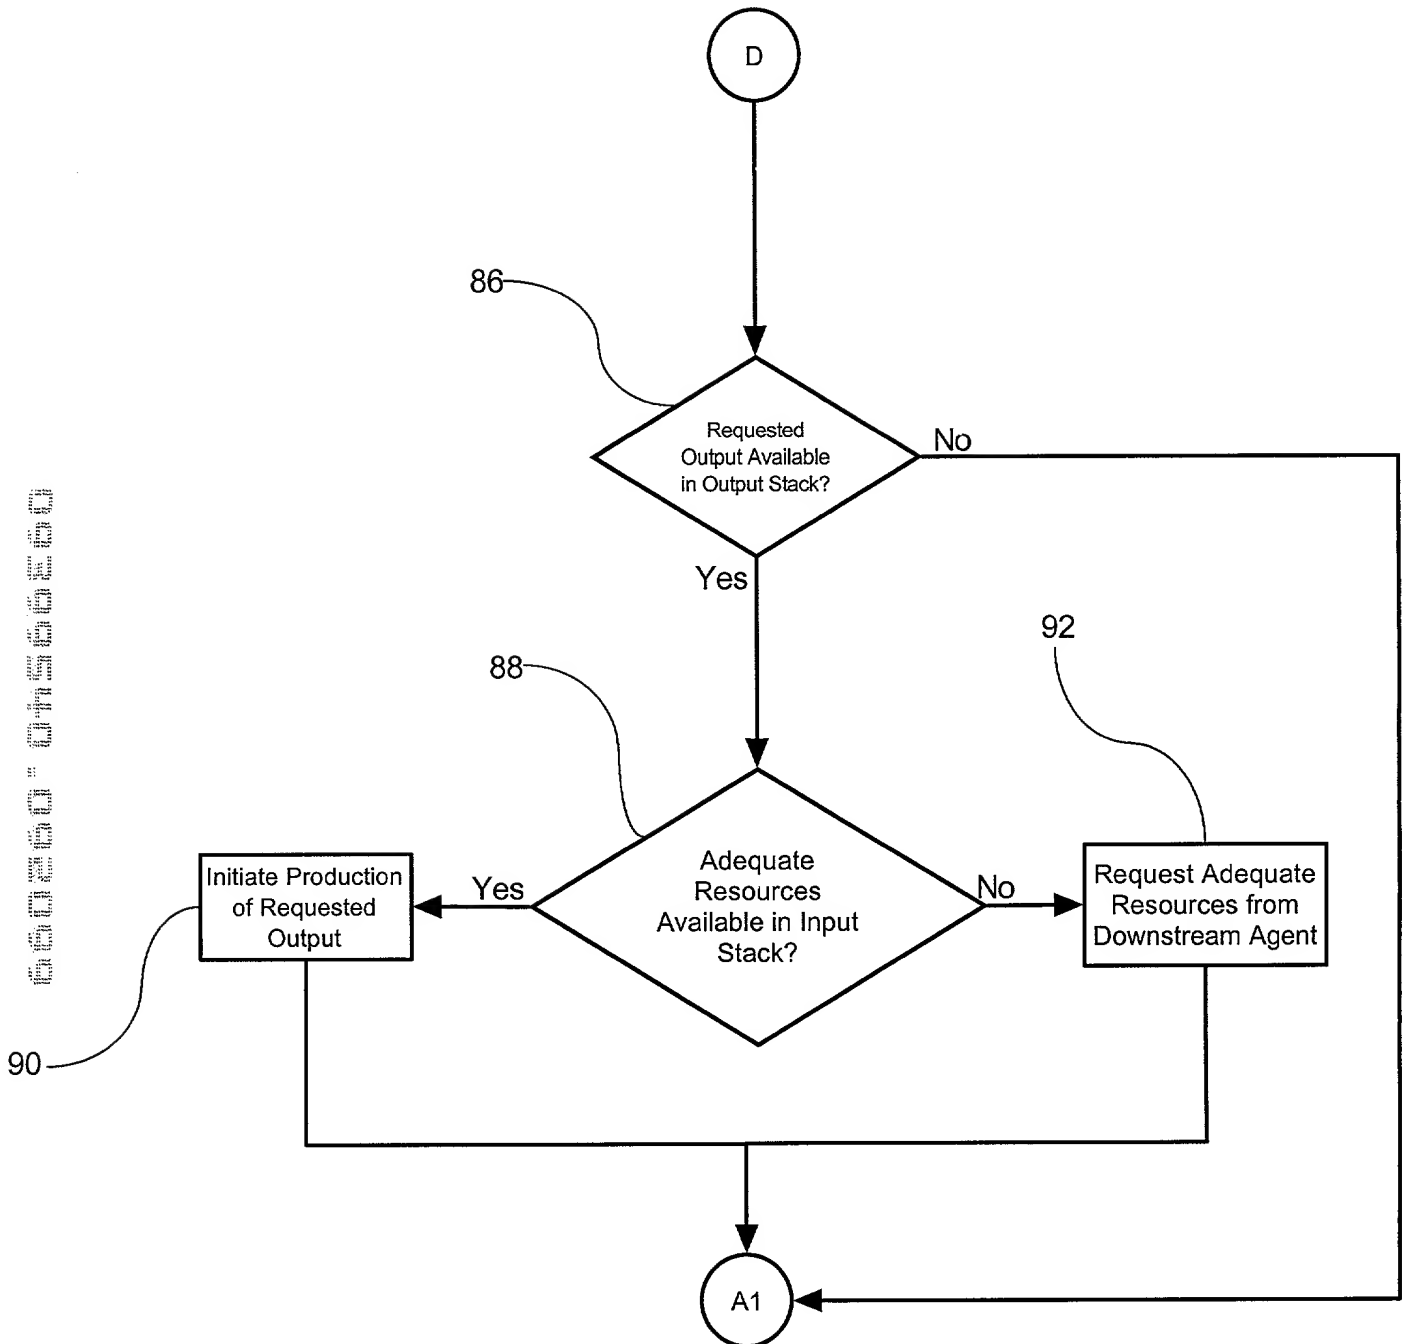 D
86
Requested
Output Available
in Output Stack?
No
Yes
92
88
Adequate
Resources
Available in Input
Stack?
Yes
No
Initiate Production
of Requested
Output
Request Adequate
Resources from
Downstream Agent
90
A1